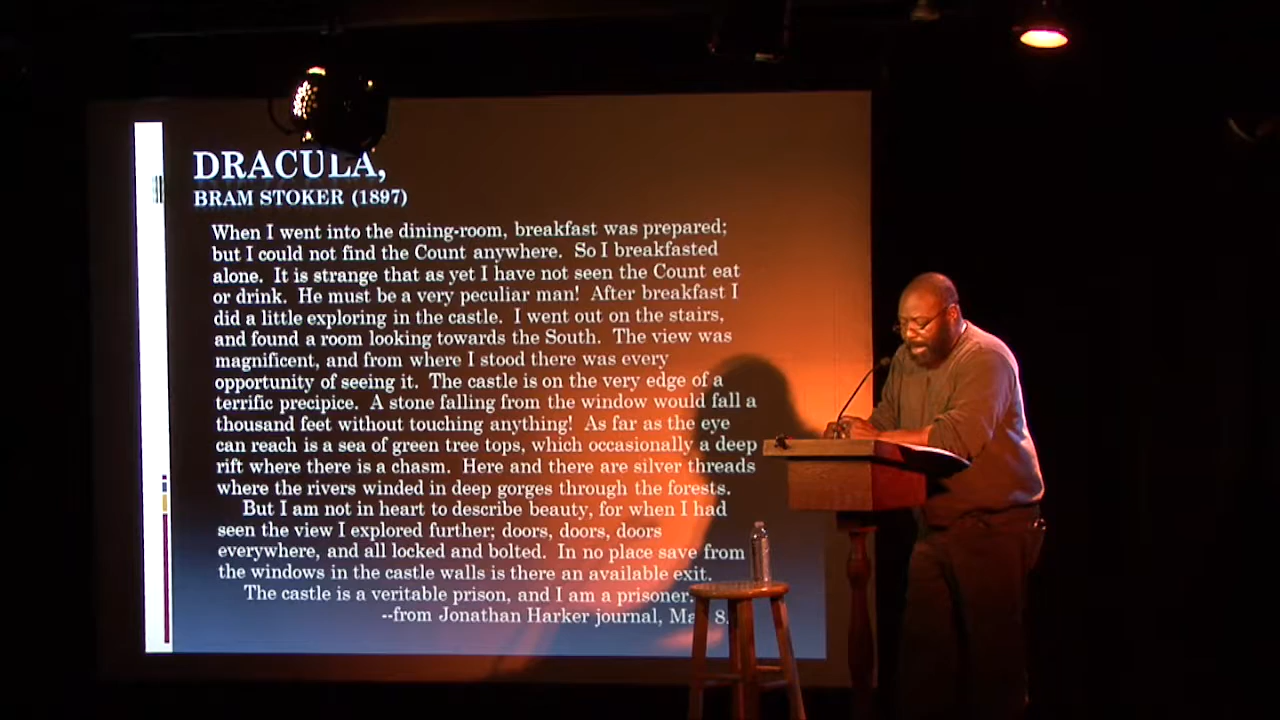 DRACULA,
BRAM STOKER (1897)
When I went into the dining-room, breakfast was prepared;
but I could not find the Count anywhere. So I breakfasted
alone. It is strange that as yet I have not seen the Count eat
or drink. He must be a very peculiar man! After breakfast I
did a little exploring in the castle. I went out on the stairs,
and found a room looking towards the South. The view was
magnificent, and from where I stood there was every
opportunity of seeing it. The castle is on the very edge of a
terrific precipice. A stone falling from the window would fall a
thousand feet without touching anything! As far as the eye
can reach is a sea of green tree tops, which occasionally a deep
rift where there is a chasm. Here and there are silver threads
where the rivers winded in deep gorges through the forests.
But I am not in heart to describe beauty, for when I had
seen the view I explored further; doors, doors, doors
everywhere, and all locked and bolted. In no place save from
the windows in the castle walls is there an available exit.
The castle is a veritable prison, and I am a prisoner.
--from Jonathan Harker journal, Ma 8.